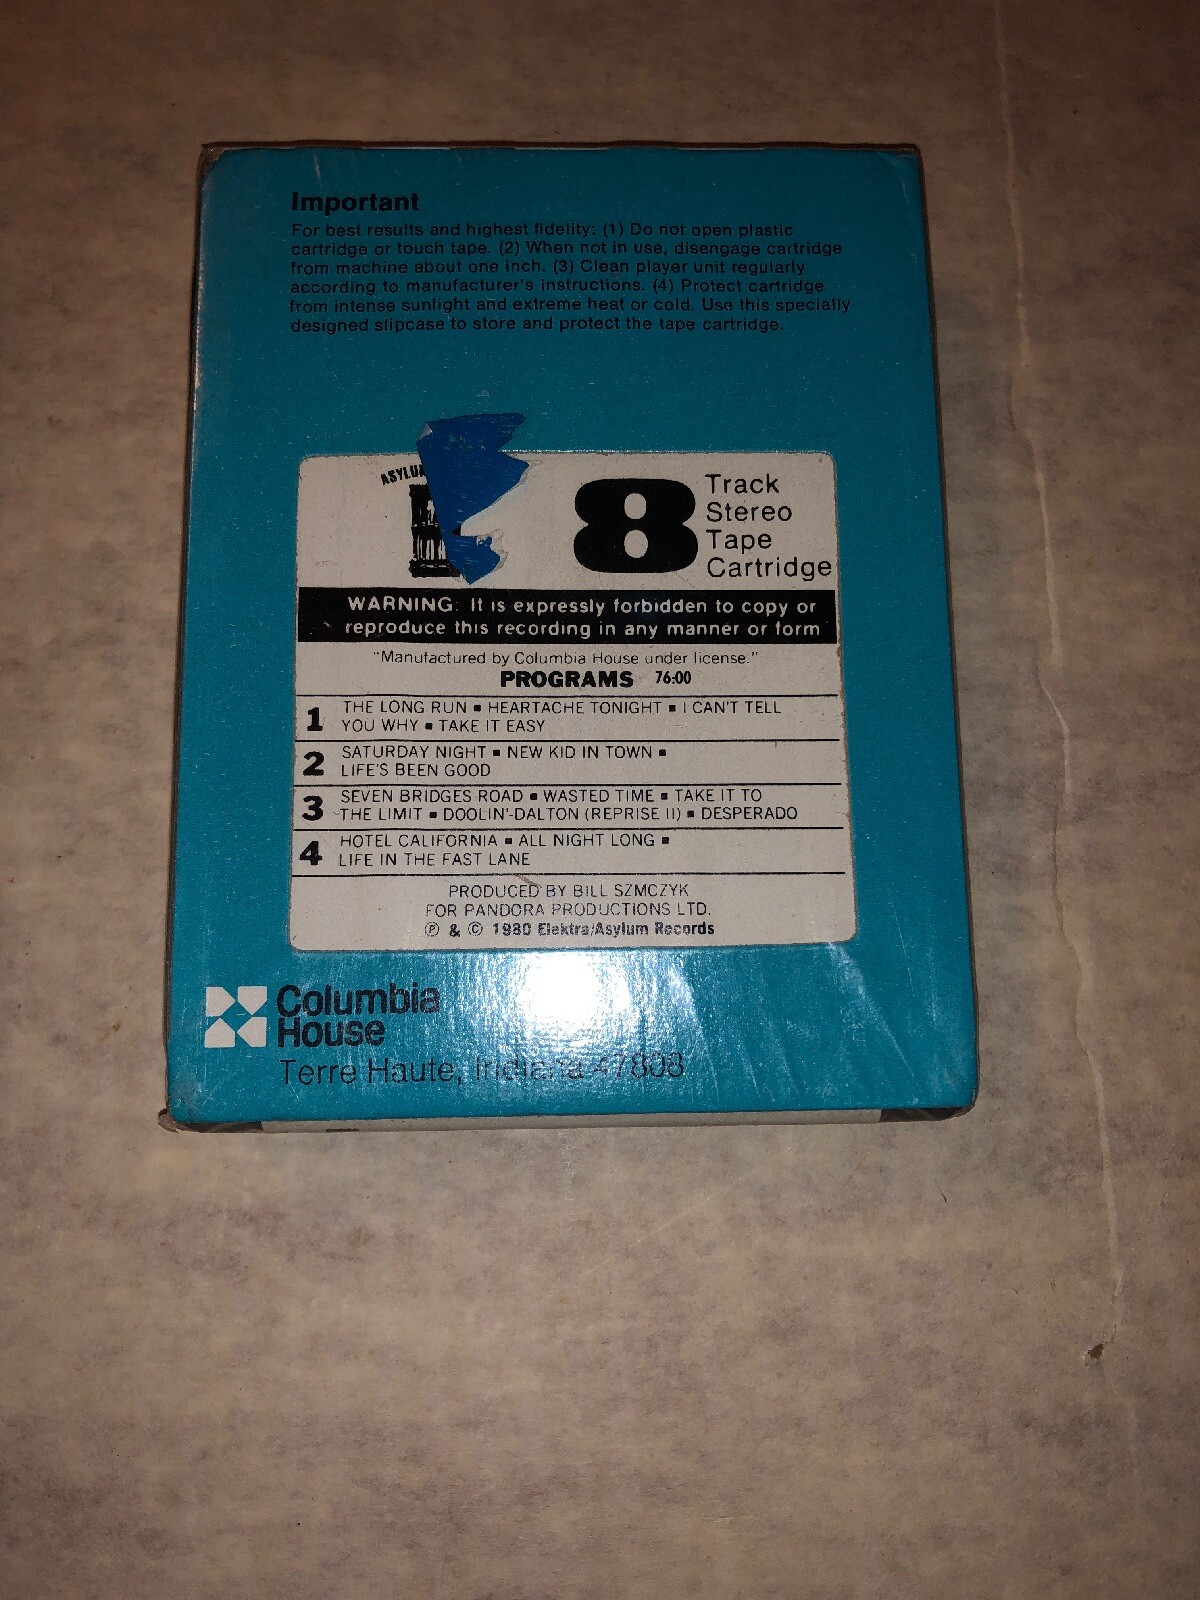 Important
For best results and highest fidelity: (1) Do not open plastic
cartridge or touch tape. (2) When not in use, disengage cartridge
from machine about one inch. (3) Clean player unit regularly
according to manufacturer's instructions. (4) Protect cartridge
from intense sunlight and extreme heat or cold. Use this specially
designed slipcase to store and protect the tape cartridge.
ASYLUM
8 Track
Stereo
Tape
Cartridge
WARNING: It is expressly forbidden to copy or
reproduce this recording in any manner or form
"Manufactured by Columbia House under license."
PROGRAMS 76:00
1 THE LONG RUN ▪ HEARTACHE TONIGHT ▪ I CAN'T TELL
YOU WHY ▪ TAKE IT EASY
2 SATURDAY NIGHT ▪ NEW KID IN TOWN ▪
LIFE'S BEEN GOOD
3 SEVEN BRIDGES ROAD ▪ WASTED TIME ▪ TAKE IT TO
THE LIMIT ▪ DOOLIN'-DALTON (REPRISE II) ▪ DESPERADO
4 HOTEL CALIFORNIA ▪ ALL NIGHT LONG ▪
LIFE IN THE FAST LANE
PRODUCED BY BILL SZMCZYK
FOR PANDORA PRODUCTIONS LTD.
Ⓟ & © 1980 Elektra/Asylum Records
Columbia
House
Terre Haute, Indiana 47808